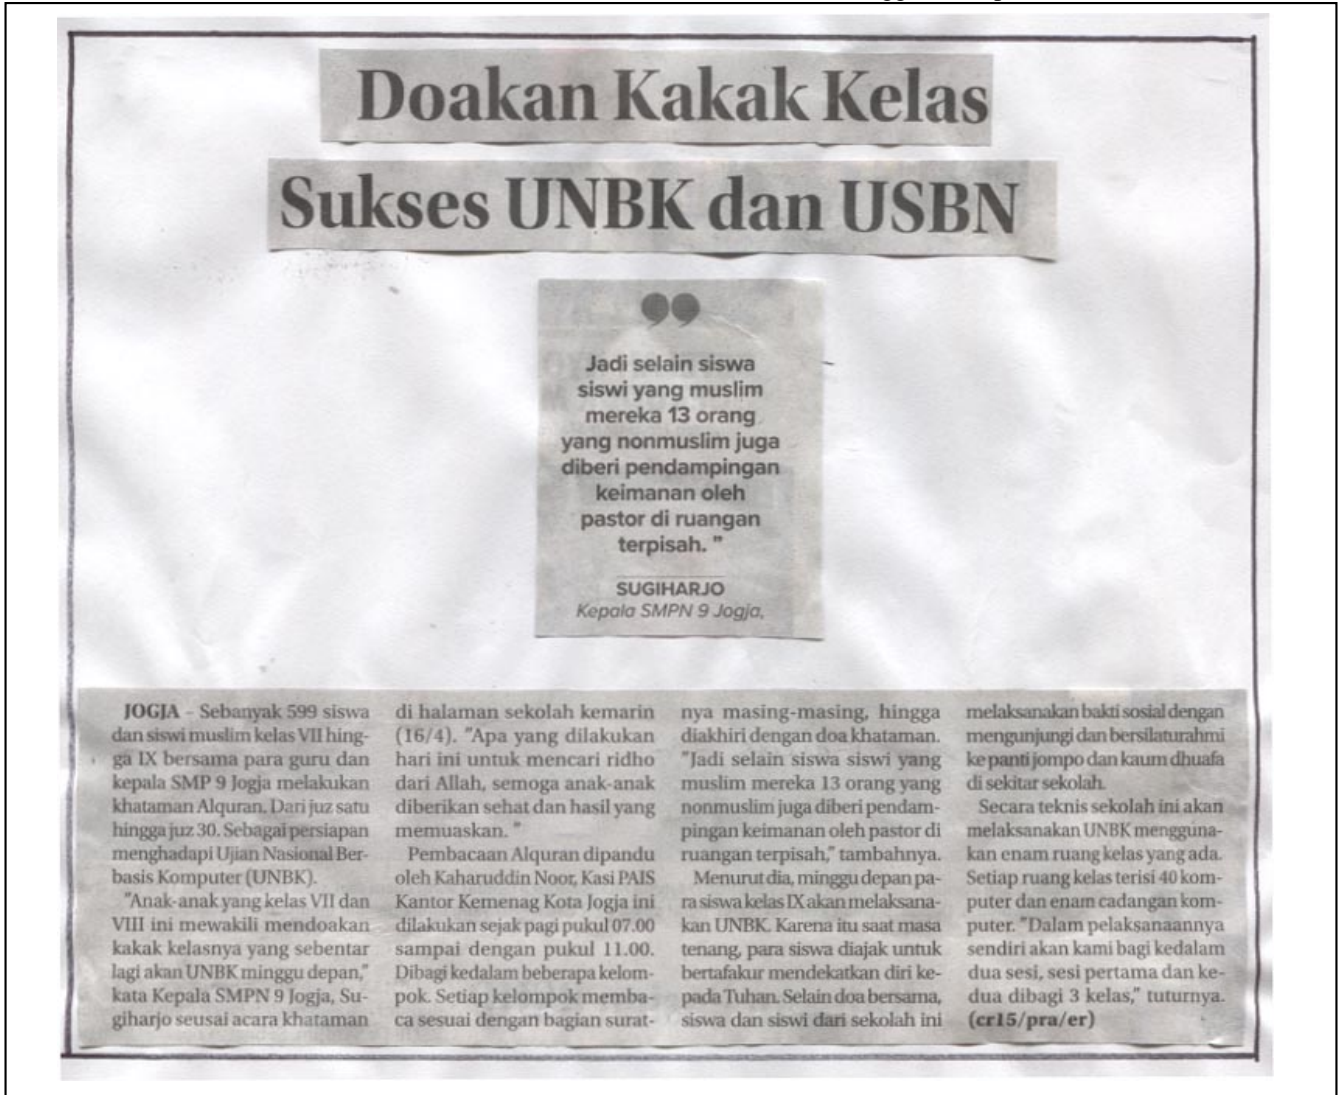 Doakan Kakak Kelas
Sukses UNBK dan USBN
”
Jadi selain siswa
siswi yang muslim
mereka 13 orang
yang nonmuslim juga
diberi pendampingan
keimanan oleh
pastor di ruangan
terpisah. ”
SUGIHARJO
Kepala SMPN 9 Jogja,
JOGJA - Sebanyak 599 siswa
dan siswi muslim kelas VII hing-
ga IX bersama para guru dan
kepala SMP 9 Jogja melakukan
khataman Alquran. Dari juz satu
hingga juz 30. Sebagai persiapan
menghadapi Ujian Nasional Ber-
basis Komputer (UNBK).
"Anak-anak yang kelas VII dan
VIII ini mewakili mendoakan
kakak kelasnya yang sebentar
lagi akan UNBK minggu depan,"
kata Kepala SMPN 9 Jogja, Su-
giharjo seusai acara khataman
di halaman sekolah kemarin
(16/4). "Apa yang dilakukan
hari ini untuk mencari ridho
dari Allah, semoga anak-anak
diberikan sehat dan hasil yang
memuaskan. "
Pembacaan Alquran dipandu
oleh Kaharuddin Noor, Kasi PAIS
Kantor Kemenag Kota Jogja ini
dilakukan sejak pagi pukul 07.00
sampai dengan pukul 11.00.
Dibagi kedalam beberapa kelom-
pok. Setiap kelompok memba-
ca sesuai dengan bagian surat-
nya masing-masing, hingga
diakhiri dengan doa khataman.
"Jadi selain siswa siswi yang
muslim mereka 13 orang yang
nonmuslim juga diberi pendam-
pingan keimanan oleh pastor di
ruangan terpisah," tambahnya.
Menurut dia, minggu depan pa-
ra siswa kelas IX akan melaksana-
kan UNBK. Karena itu saat masa
tenang, para siswa diajak untuk
bertafakur mendekatkan diri ke-
pada Tuhan. Selain doa bersama,
siswa dan siswi dari sekolah ini
melaksanakan bakti sosial dengan
mengunjungi dan bersilaturahmi
ke panti jompo dan kaum dhuafa
di sekitar sekolah.
Secara teknis sekolah ini akan
melaksanakan UNBK mengguna-
kan enam ruang kelas yang ada.
Setiap ruang kelas terisi 40 kom-
puter dan enam cadangan kom-
puter. "Dalam pelaksanaannya
sendiri akan kami bagi kedalam
dua sesi, sesi pertama dan ke-
dua dibagi 3 kelas," tuturnya.
(cr15/pra/er)